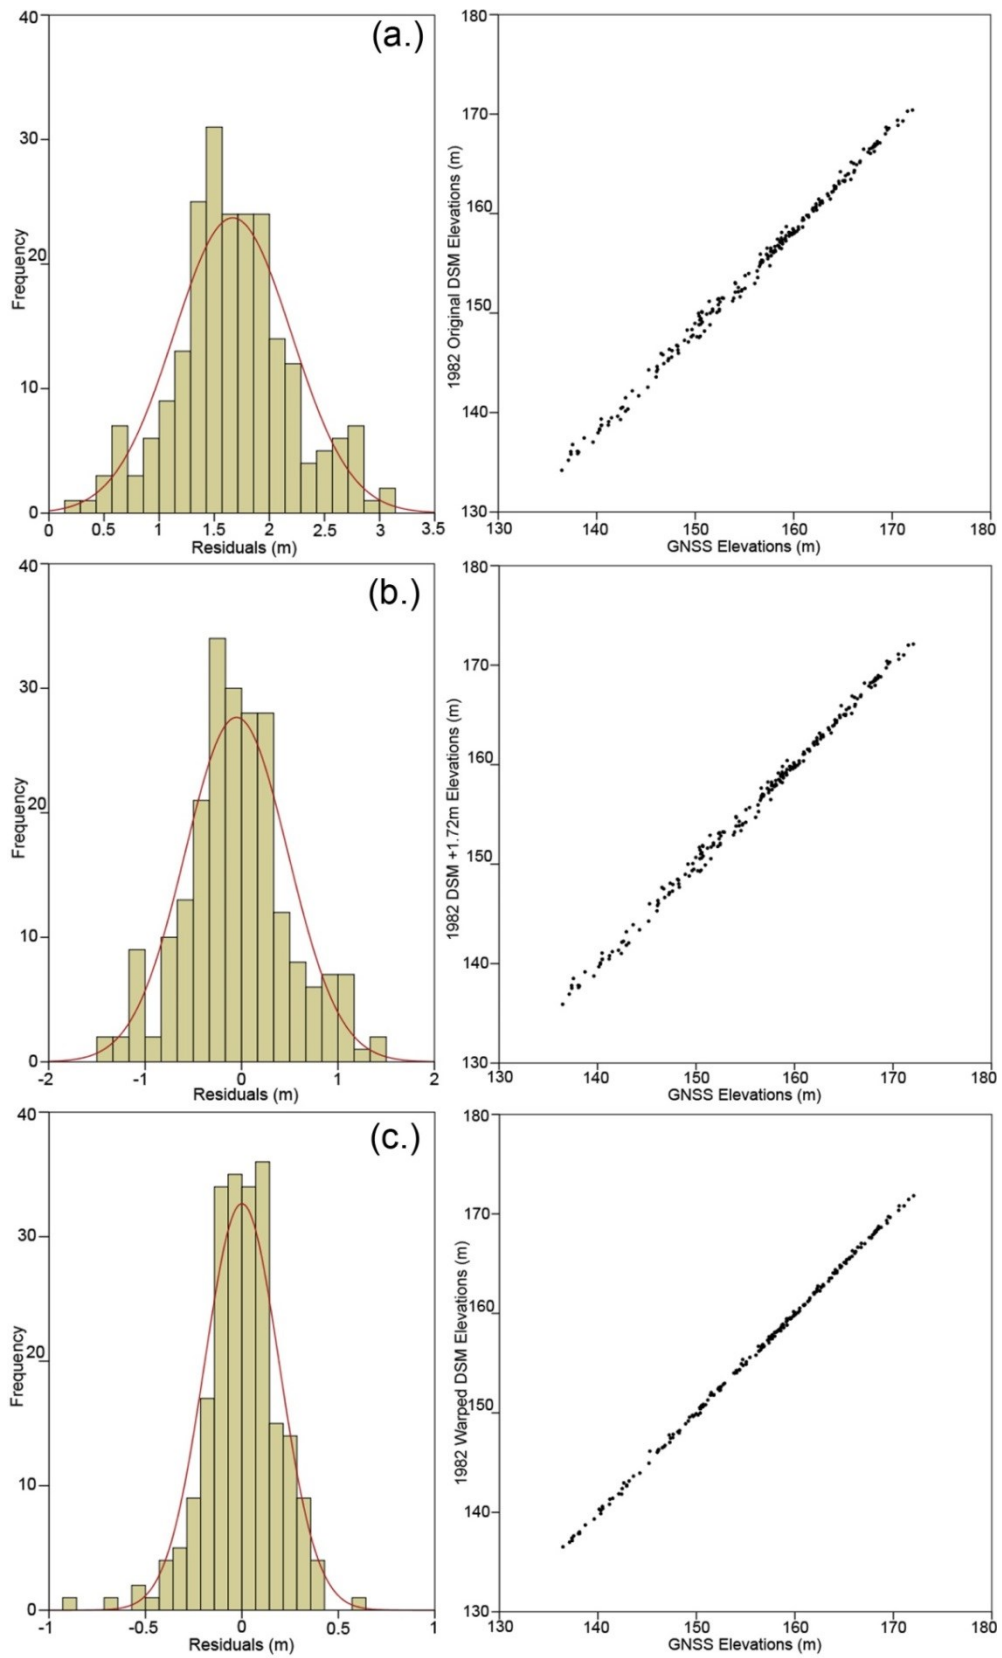 (a.)
40
30
20
10
0
Frequency
0 0.5 1 1.5 2 2.5 3 3.5
Residuals (m)
180
170
160
150
140
130
1982 Original DSM Elevations (m)
130 140 150 160 170 180
GNSS Elevations (m)
(b.)
40
30
20
10
0
Frequency
-2 -1 0 1 2
Residuals (m)
180
170
160
150
140
130
1982 DSM +1.72m Elevations (m)
130 140 150 160 170 180
GNSS Elevations (m)
(c.)
40
30
20
10
0
Frequency
-1 -0.5 0 0.5 1
Residuals (m)
180
170
160
150
140
130
1982 Warped DSM Elevations (m)
130 140 150 160 170 180
GNSS Elevations (m)